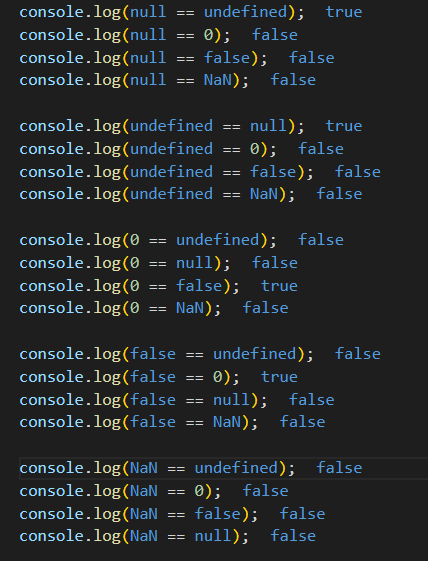 console.log(null == undefined);  true
console.log(null == 0);  false
console.log(null == false);  false
console.log(null == NaN);  false
console.log(undefined == null);  true
console.log(undefined == 0);  false
console.log(undefined == false);  false
console.log(undefined == NaN);  false
console.log(0 == undefined);  false
console.log(0 == null);  false
console.log(0 == false);  true
console.log(0 == NaN);  false
console.log(false == undefined);  false
console.log(false == 0);  true
console.log(false == null);  false
console.log(false == NaN);  false
console.log(NaN == undefined);  false
console.log(NaN == 0);  false
console.log(NaN == false);  false
console.log(NaN == null);  false